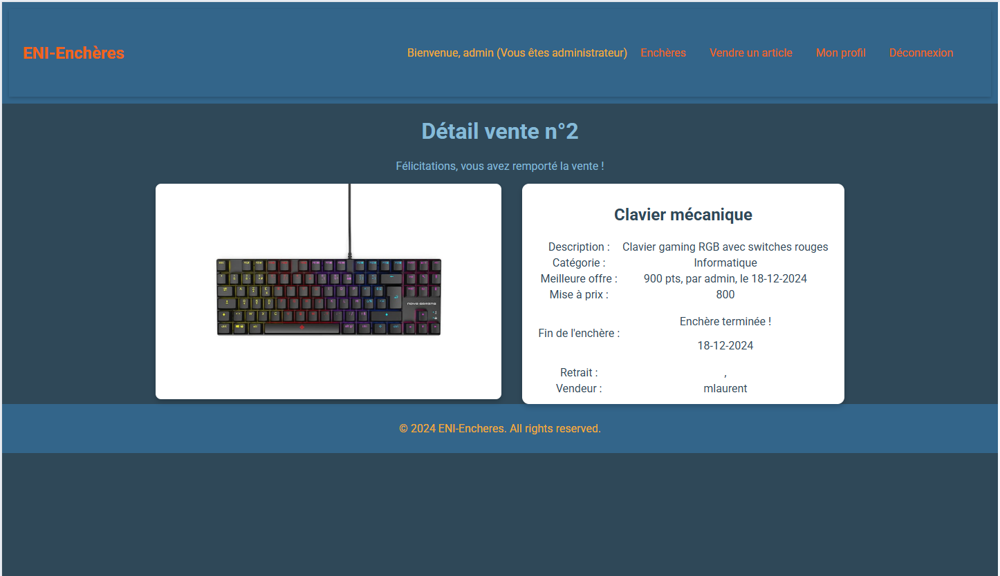 ENI-Enchères
Bienvenue, admin (Vous êtes administrateur) Enchères Vendre un article Mon profil Déconnexion
Détail vente n°2
Félicitations, vous avez remporté la vente !
NOVA GAMING
Clavier mécanique
Description : Clavier gaming RGB avec switches rouges
Catégorie : Informatique
Meilleure offre : 900 pts, par admin, le 18-12-2024
Mise à prix : 800
Fin de l'enchère : Enchère terminée !
18-12-2024
Retrait : ,
Vendeur : mlaurent
© 2024 ENI-Encheres. All rights reserved.